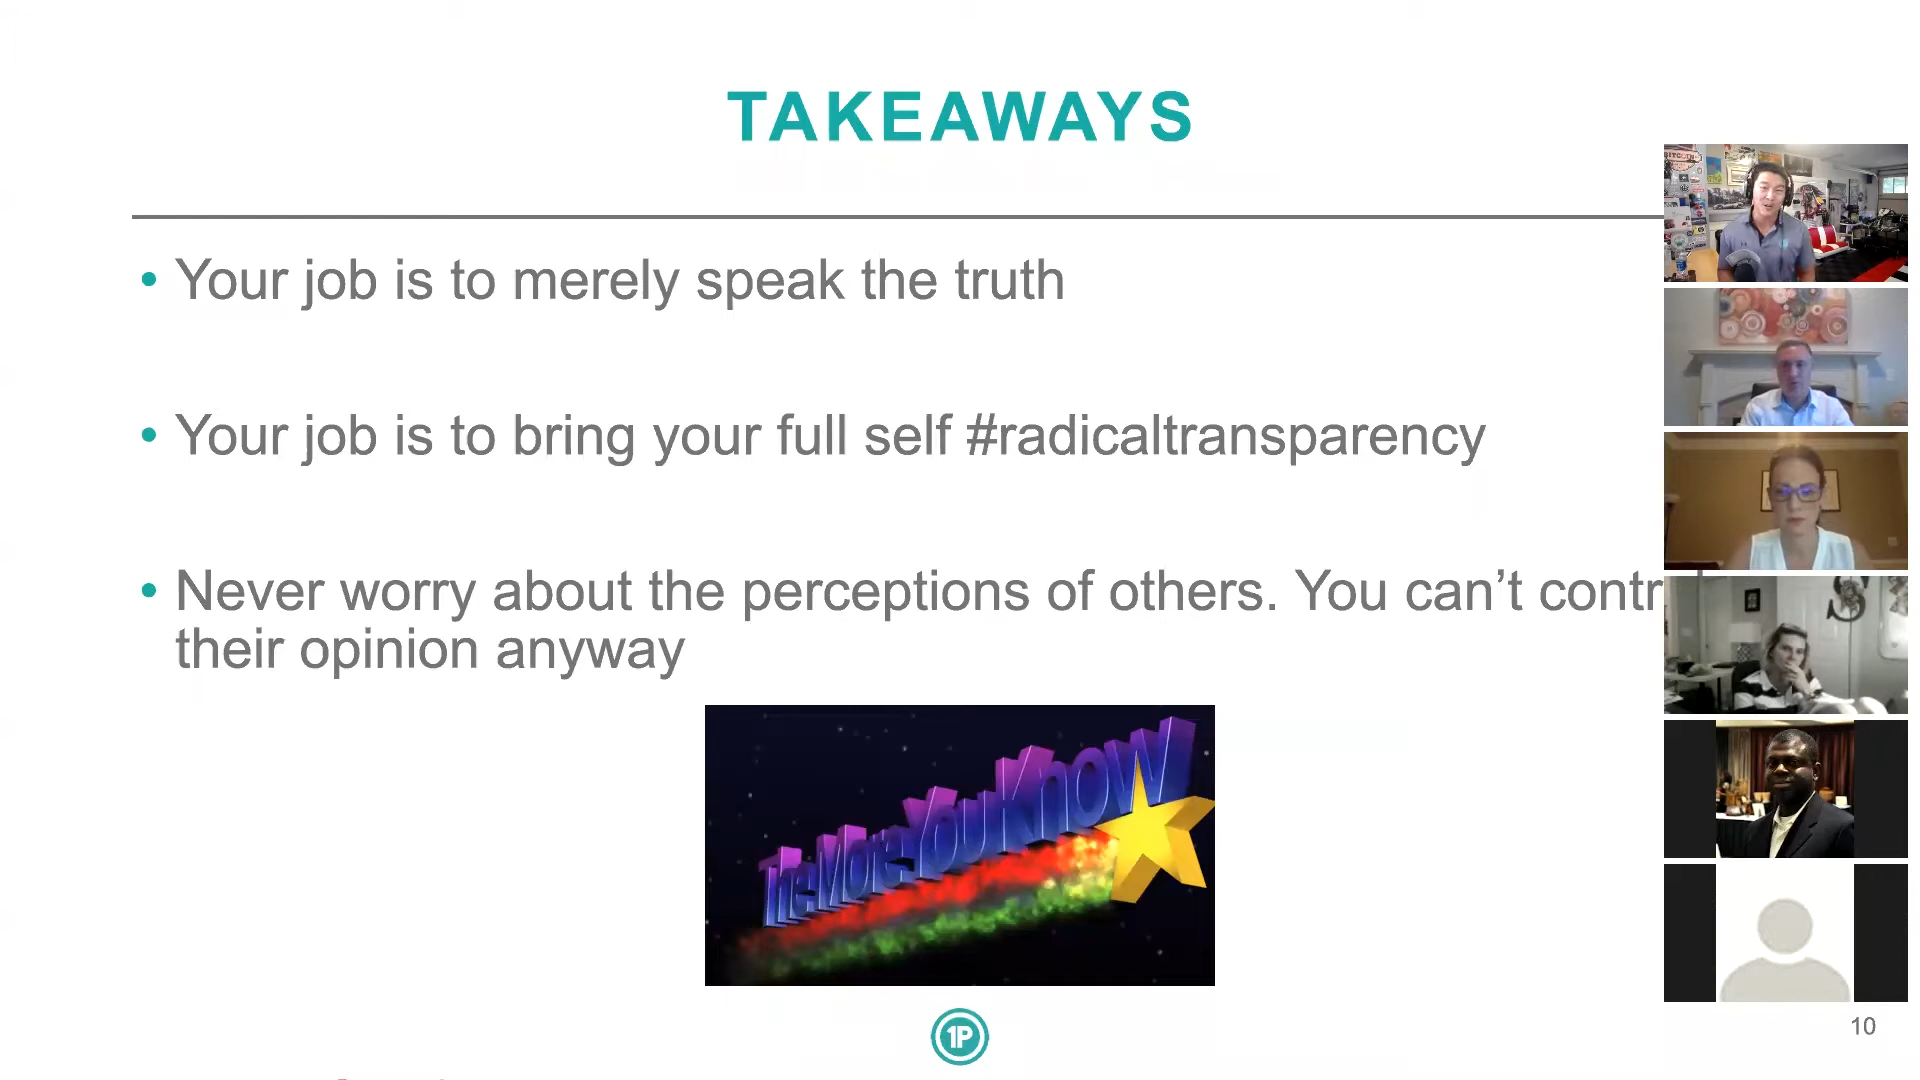 TAKEAWAYS
• Your job is to merely speak the truth
• Your job is to bring your full self #radicaltransparency
• Never worry about the perceptions of others. You can’t contr
their opinion anyway
The More You Know
1P
10